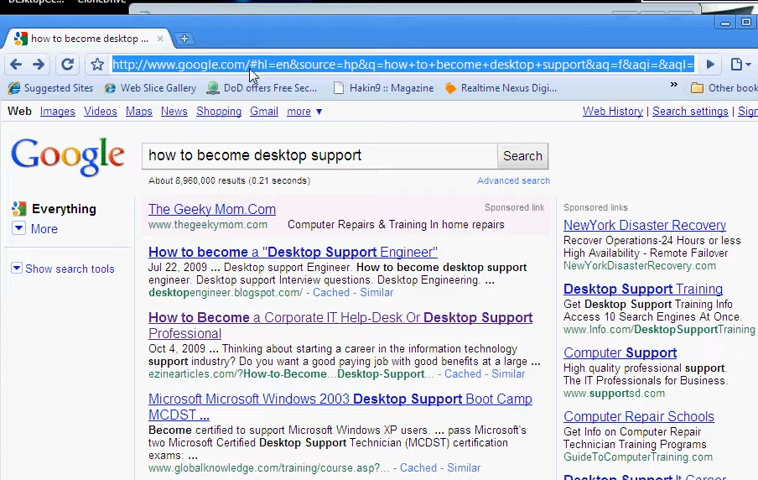 how to become desktop support ...
http://www.google.com/#hl=en&source=hp&q=how+to+become+desktop+support&aq=f&aqi=&aql=
Suggested Sites Web Slice Gallery DoD offers Free Sec... Hakin9 :: Magazine Realtime Nexus Digi... » Other book
Web Images Videos Maps News Shopping Gmail more ▼ Web History | Search settings | Sign
Google how to become desktop support Search
About 8,960,000 results (0.21 seconds) Advanced search
Everything
More
Show search tools
The Geeky Mom.Com Sponsored link
www.thegeekymom.com Computer Repairs & Training In home repairs
How to become a "Desktop Support Engineer"
Jul 22, 2009 ... Desktop support Engineer. How to become desktop support
engineer. Desktop support Interview questions. Desktop Engineering. ...
desktopengineer.blogspot.com/ - Cached - Similar
How to Become a Corporate IT Help-Desk Or Desktop Support
Professional
Oct 4, 2009 ... Thinking about starting a career in the information technology
support industry? Do you want a good paying job with good benefits at a large ...
ezinearticles.com/?How-to-Become...Desktop-Support... - Cached - Similar
Microsoft Microsoft Windows 2003 Desktop Support Boot Camp
MCDST ...
Become certified to support Microsoft Windows XP users. ... pass Microsoft's
two Microsoft Certified Desktop Support Technician (MCDST) certification
exams: ...
www.globalknowledge.com/training/course.asp?... - Cached - Similar
Sponsored links
NewYork Disaster Recovery
Recover Operations-24 Hours or less
High Availability - Remote Failover
NewYorkDisasterRecovery.com
Desktop Support Training
Get Desktop Support Training Info
Access 10 Search Engines At Once.
www.Info.com/DesktopSupportTraining
Computer Support
High quality professional support.
The IT Professionals for Business.
www.supportsd.com
Computer Repair Schools
Get Info on Computer Repair
Technician Training Programs
GuideToComputerTraining.com